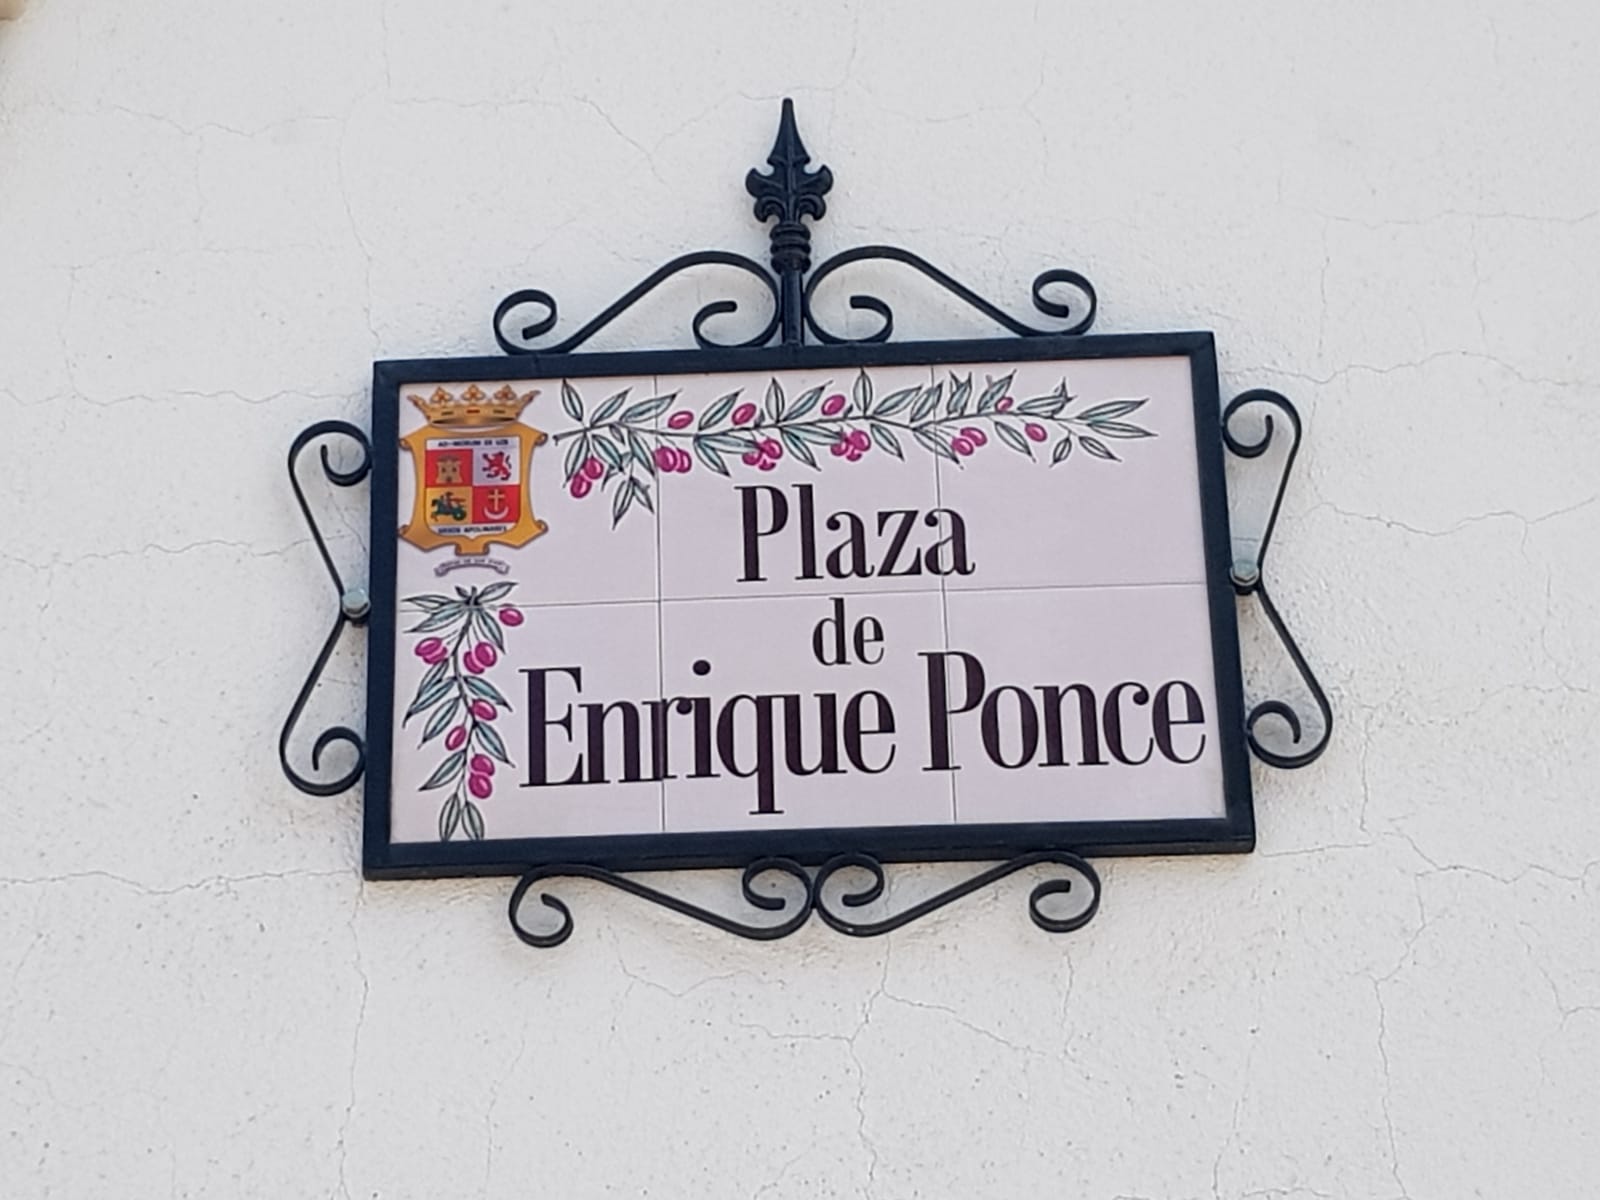 Plaza
de
Enrique Ponce